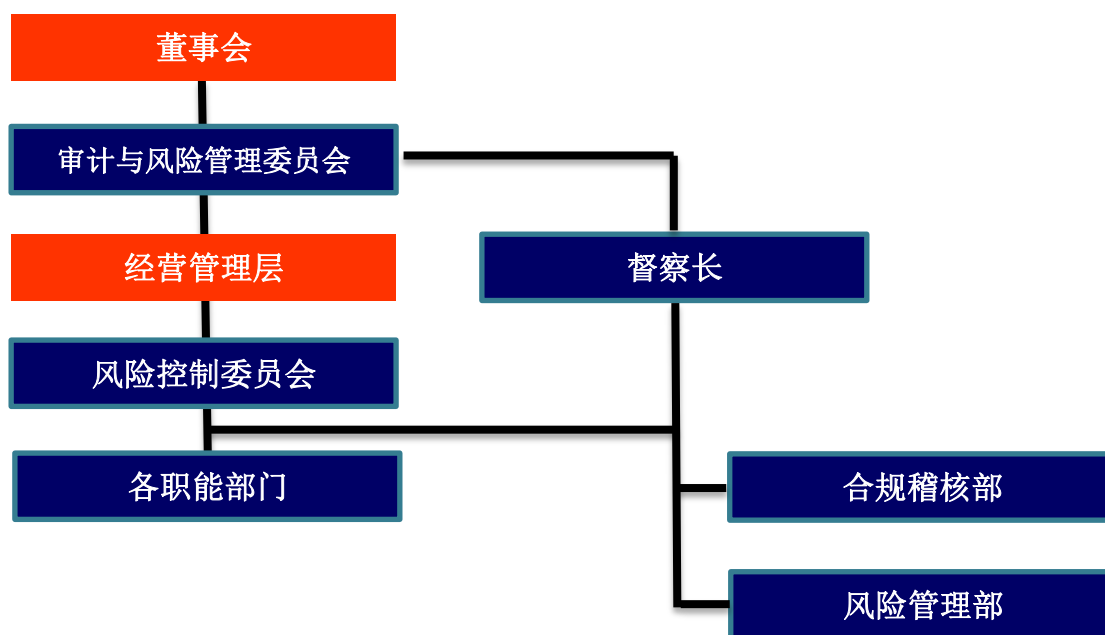 董事会
审计与风险管理委员会
经营管理层
督察长
风险控制委员会
各职能部门
合规稽核部
风险管理部